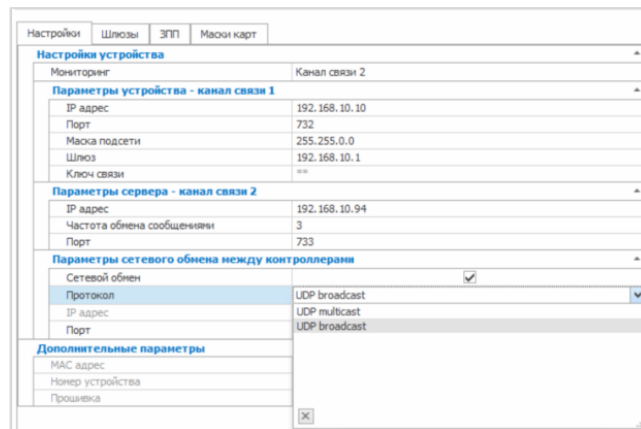 Настройки Шлюзы ЗПП Маски карт
Настройки устройства
Мониторинг Канал связи 2
Параметры устройства - канал связи 1
IP адрес 192.168.10.10
Порт 732
Маска подсети 255.255.0.0
Шлюз 192.168.10.1
Ключ связи **
Параметры сервера - канал связи 2
IP адрес 192.168.10.94
Частота обмена сообщениями 3
Порт 733
Параметры сетевого обмена между контроллерами
Сетевой обмен
Протокол UDP broadcast
IP адрес UDP multicast
Порт UDP broadcast
Дополнительные параметры
MAC адрес
Номер устройства
Прошивка